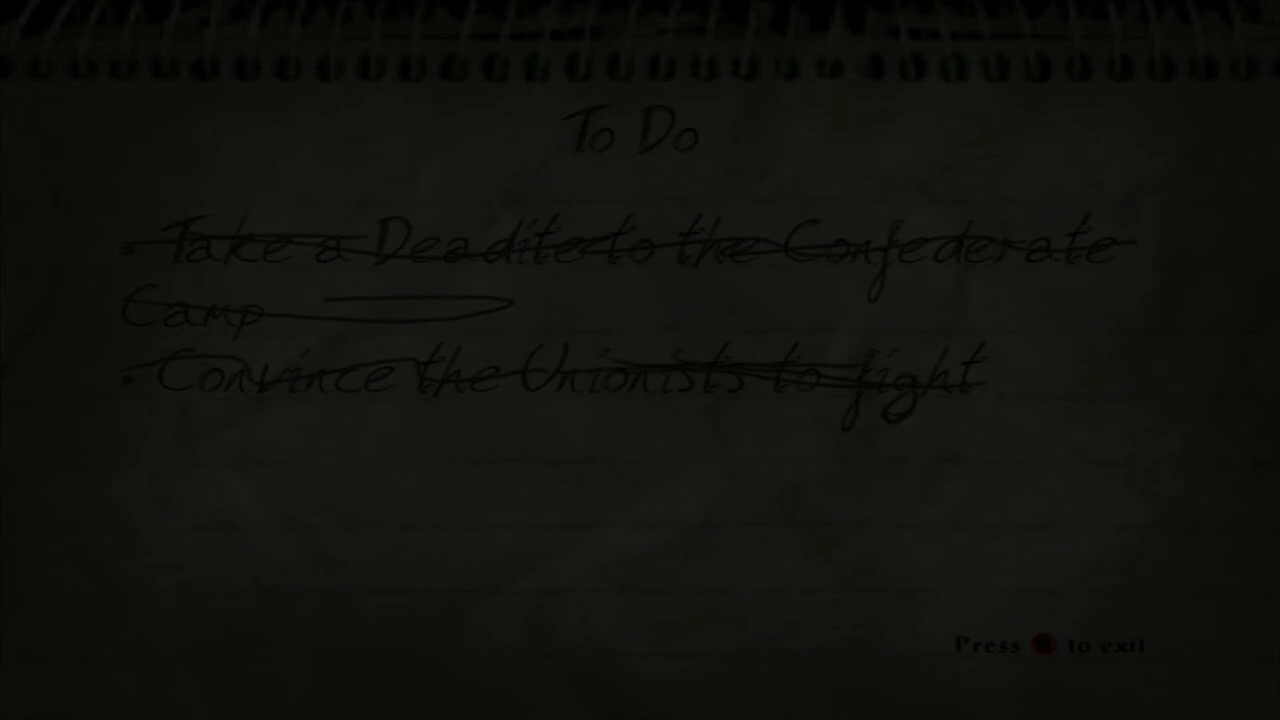 To Do
• Take a Deadite to the Confederate
Camp
• Convince the Unionists to fight
Press to exit